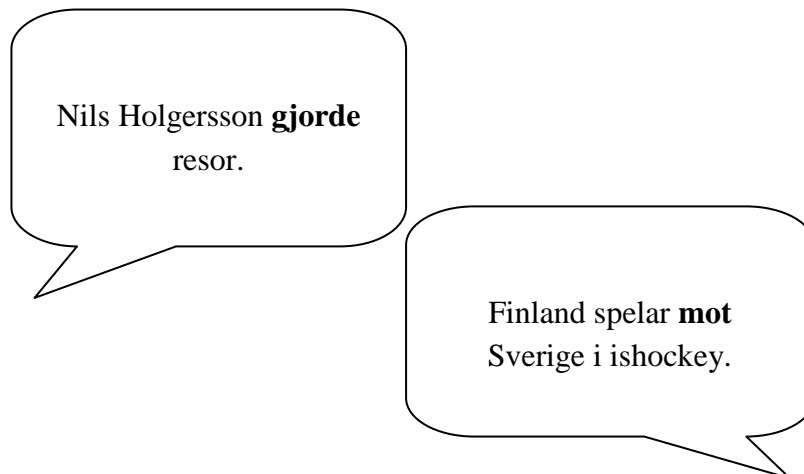 Nils Holgersson gjorde
resor.
Finland spelar mot
Sverige i ishockey.